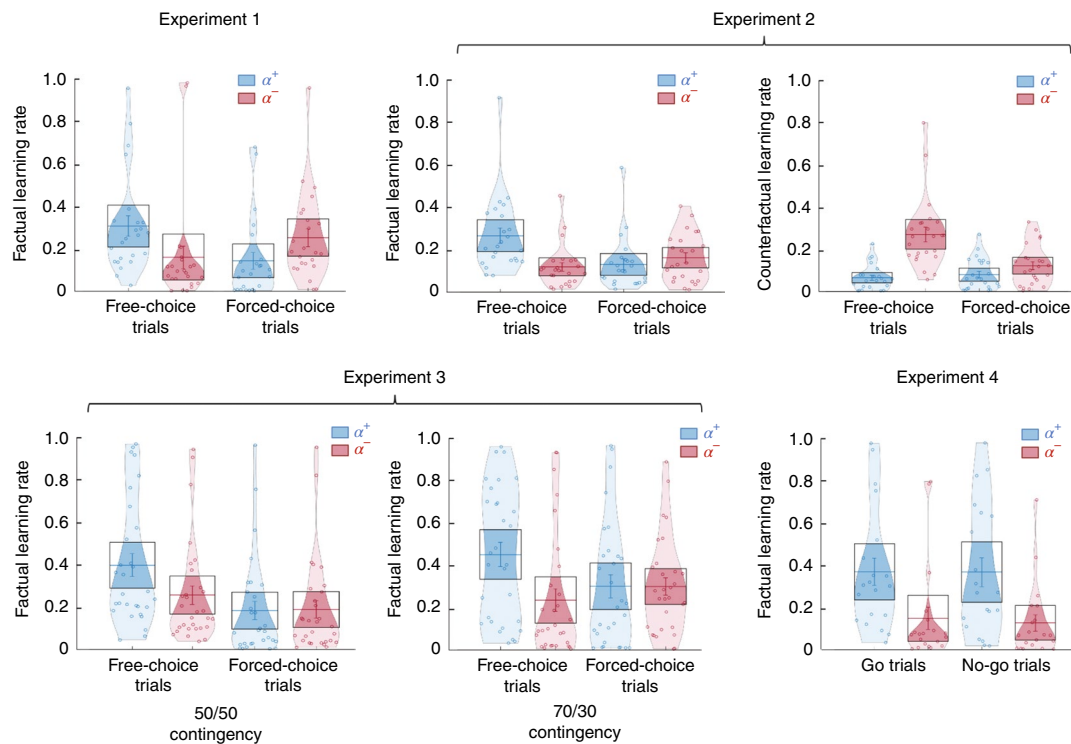 Experiment 1
Experiment 2
Factual learning rate
1.0
0.8
0.6
0.4
0.2
0
α+
α−
Free-choice trials
Forced-choice trials
Factual learning rate
1.0
0.8
0.6
0.4
0.2
0
α+
α−
Free-choice trials
Forced-choice trials
Counterfactual learning rate
1.0
0.8
0.6
0.4
0.2
0
α+
α−
Free-choice trials
Forced-choice trials
Experiment 3
Experiment 4
Factual learning rate
1.0
0.8
0.6
0.4
0.2
0
α+
α−
Free-choice trials
Forced-choice trials
50/50
contingency
Factual learning rate
1.0
0.8
0.6
0.4
0.2
0
α+
α−
Free-choice trials
Forced-choice trials
70/30
contingency
Factual learning rate
1.0
0.8
0.6
0.4
0.2
0
α+
α−
Go trials
No-go trials